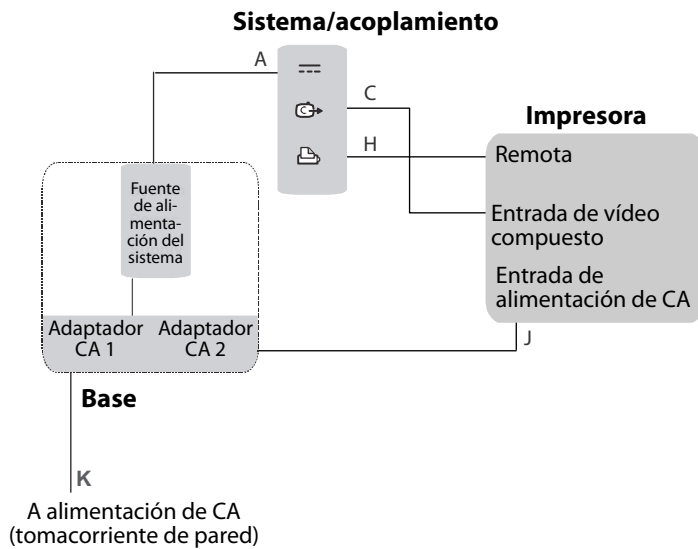 Sistema/acoplamiento
A
C
H
Impresora
Remota
Entrada de vídeo
compuesto
Entrada de
alimentación de CA
J
Fuente
de ali-
menta-
ción del
sistema
Adaptador
CA 1
Adaptador
CA 2
Base
K
A alimentación de CA
(tomacorriente de pared)